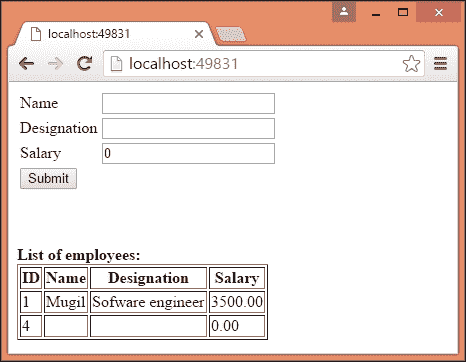 localhost:49831
localhost:49831
Name
Designation
Salary 0
Submit
List of employees:
ID Name Designation Salary
1 Mugil Sofware engineer 3500.00
4 0.00